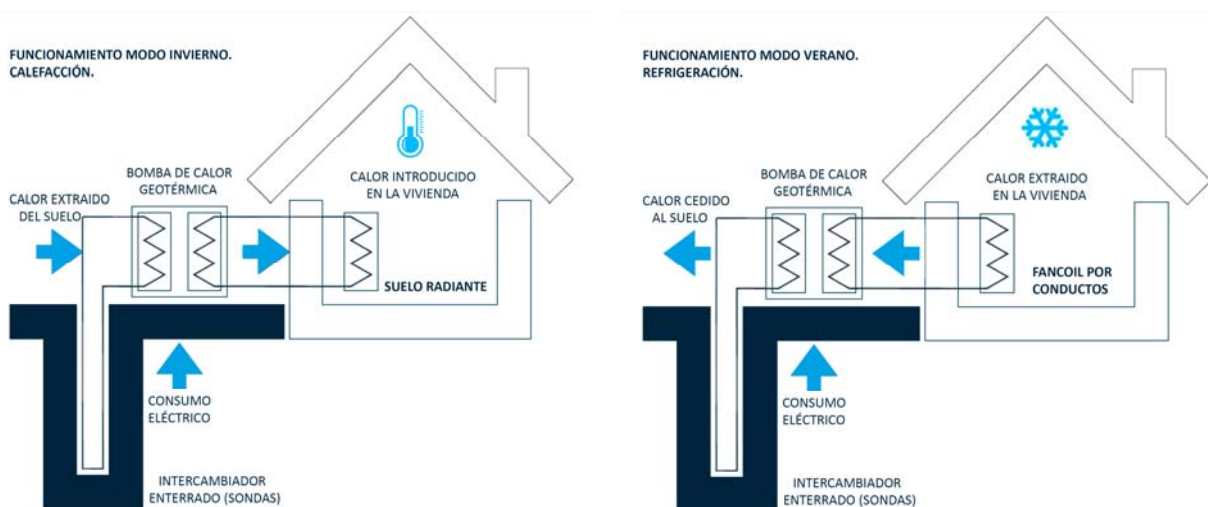 FUNCIONAMIENTO MODO INVIERNO.
CALEFACCIÓN.
BOMBA DE CALOR
GEOTÉRMICA
CALOR INTRODUCIDO
EN LA VIVIENDA
CALOR EXTRAIDO
DEL SUELO
SUELO RADIANTE
CONSUMO
ELÉCTRICO
INTERCAMBIADOR
ENTERRADO (SONDAS)
FUNCIONAMIENTO MODO VERANO.
REFRIGERACIÓN.
BOMBA DE CALOR
GEOTÉRMICA
CALOR EXTRAIDO
EN LA VIVIENDA
CALOR CEDIDO
AL SUELO
FANCOIL POR
CONDUCTOS
CONSUMO
ELÉCTRICO
INTERCAMBIADOR
ENTERRADO (SONDAS)